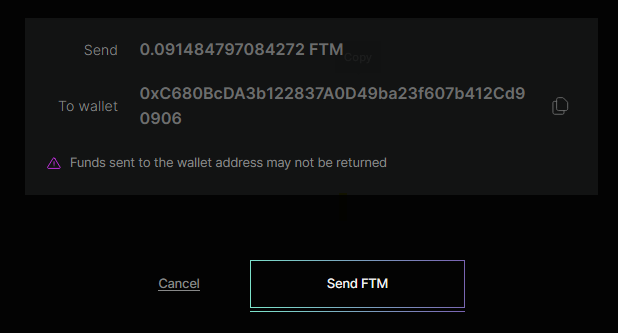 Send 0.091484797084272 FTM
Copy
To wallet 0xC680BcDA3b122837A0D49ba23f607b412Cd9
0906
Funds sent to the wallet address may not be returned
Cancel Send FTM